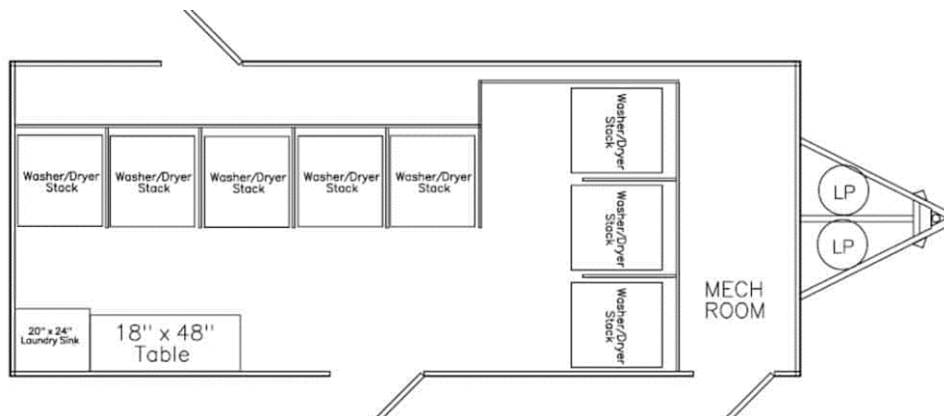 Washer/Dryer
Stack
Washer/Dryer
Stack
Washer/Dryer
Stack
Washer/Dryer
Stack
Washer/Dryer
Stack
Washer/Dryer
Stack
Washer/Dryer
Stack
Washer/Dryer
Stack
LP
LP
MECH
ROOM
20" x 24"
Laundry Sink
18" x 48"
Table